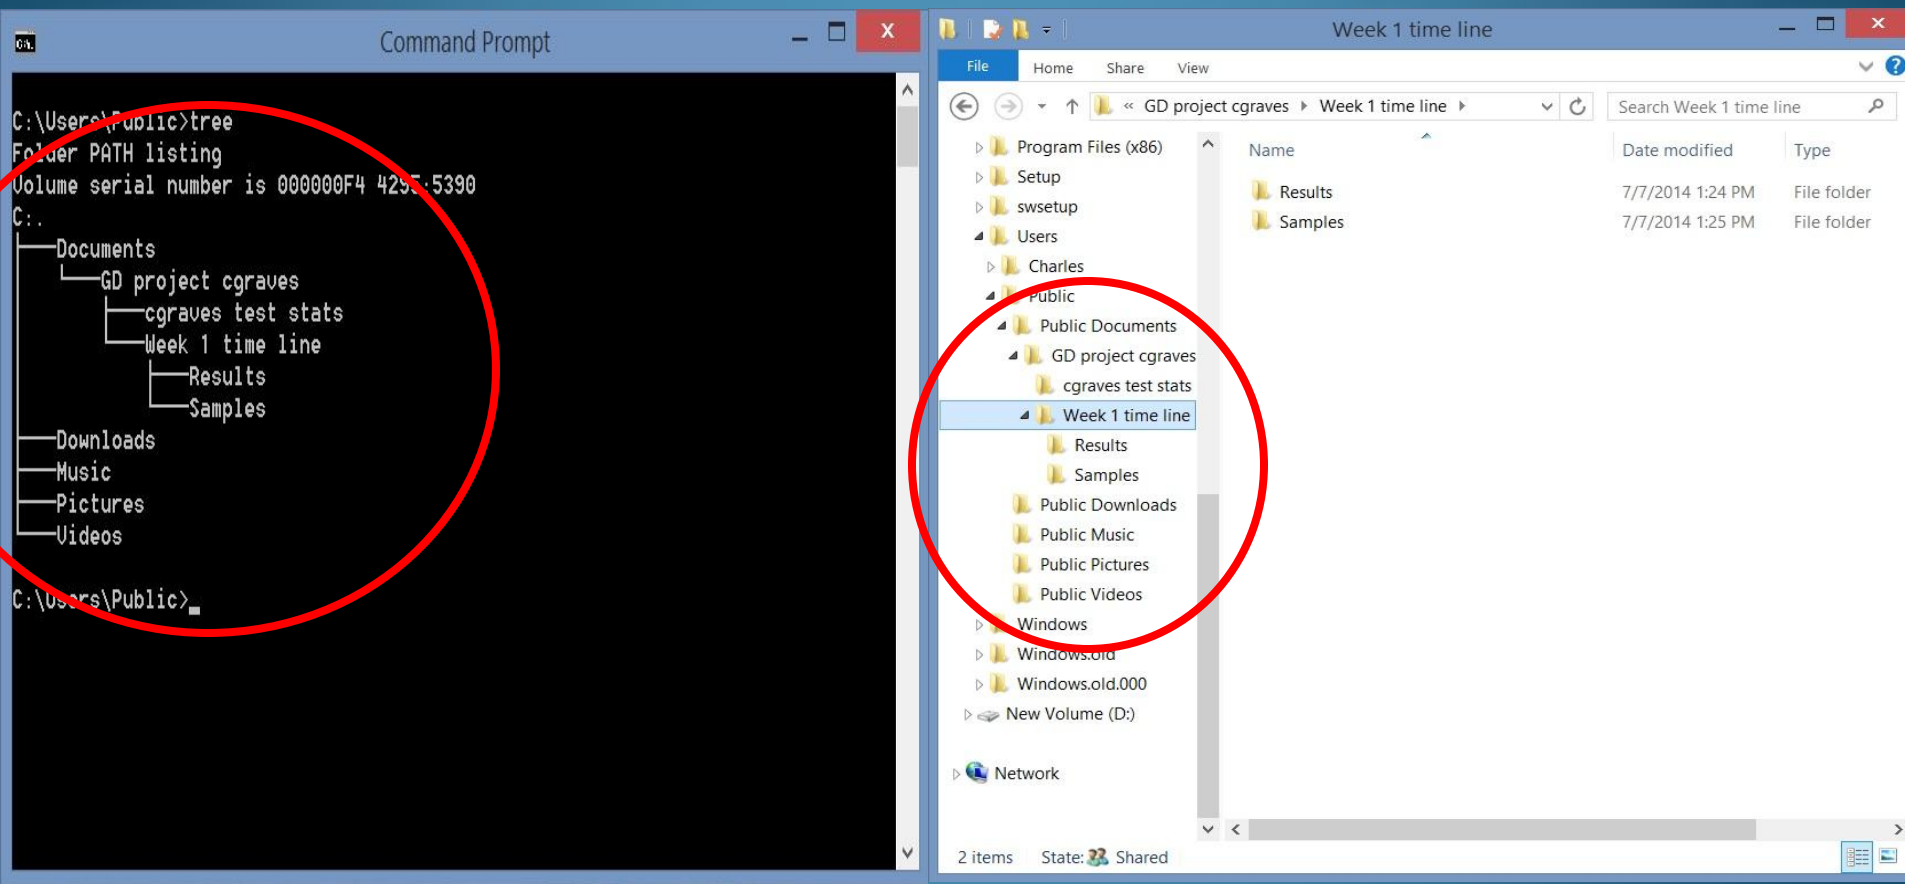 Command Prompt
C:\Users\Public>tree
Folder PATH listing
Volume serial number is 000000F4 4295:5390
C:.
Documents
GD project cgraves
cgraves test stats
Week 1 time line
Results
Samples
Downloads
Music
Pictures
Videos
C:\Users\Public>_
Week 1 time line
File Home Share View
« GD project cgraves Week 1 time line
Search Week 1 time line
Program Files (x86)
Setup
swsetup
Users
Charles
Public
Public Documents
GD project cgraves
cgraves test stats
Week 1 time line
Results
Samples
Public Downloads
Public Music
Public Pictures
Public Videos
Windows
Windows.old
Windows.old.000
New Volume (D:)
Network
Name Date modified Type
Results 7/7/2014 1:24 PM File folder
Samples 7/7/2014 1:25 PM File folder
2 items State: Shared